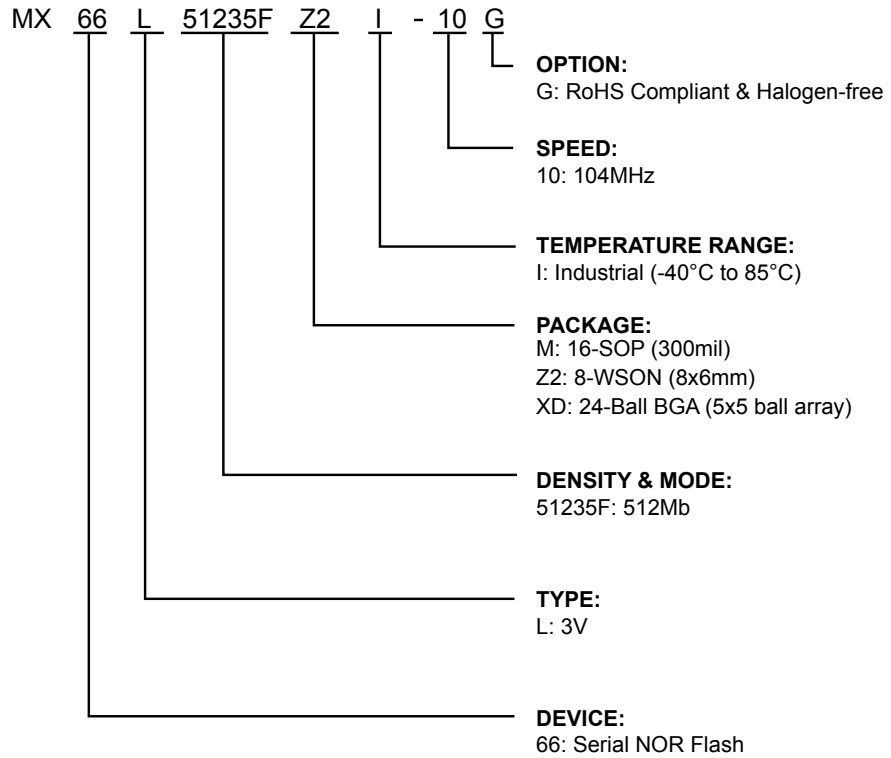 MX 66 L 51235F Z2 I - 10 G
OPTION:
G: RoHS Compliant & Halogen-free
SPEED:
10: 104MHz
TEMPERATURE RANGE:
I: Industrial (-40°C to 85°C)
PACKAGE:
M: 16-SOP (300mil)
Z2: 8-WSON (8x6mm)
XD: 24-Ball BGA (5x5 ball array)
DENSITY & MODE:
51235F: 512Mb
TYPE:
L: 3V
DEVICE:
66: Serial NOR Flash